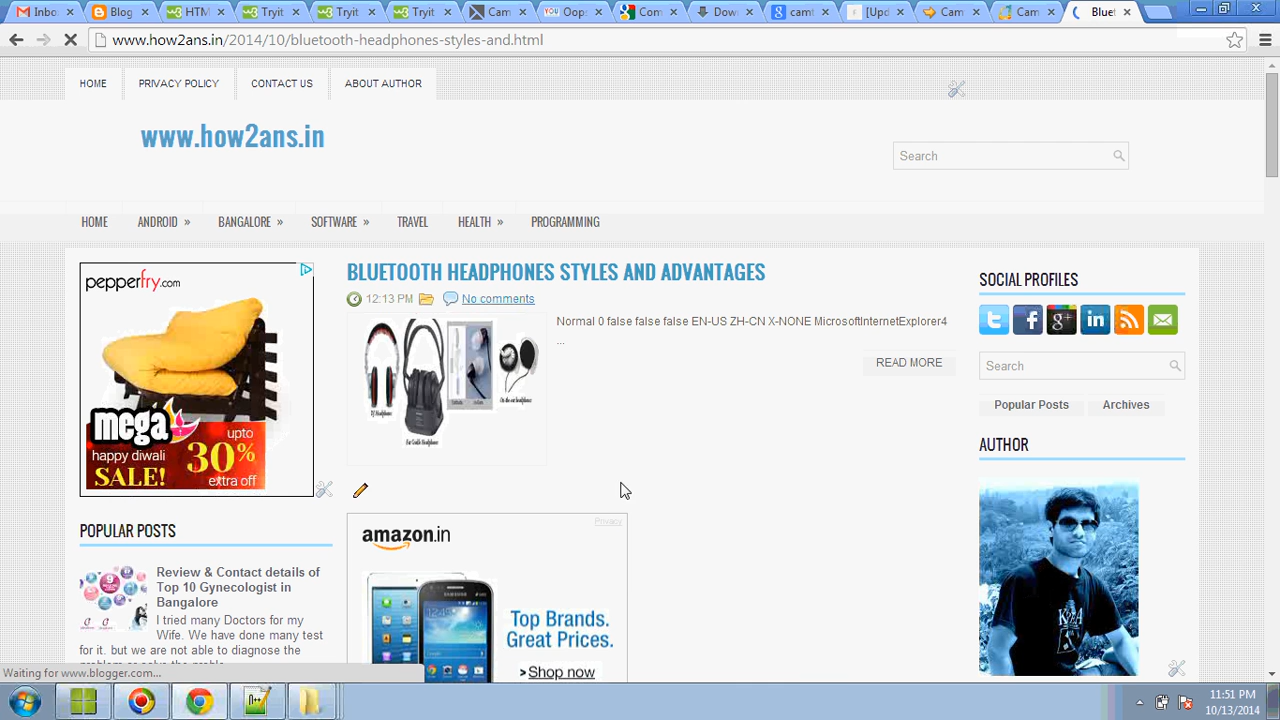 Inbo
Blog
HTM
Tryit
Tryit
Tryit
Cam
YOU Oop
Com
Dow
camt
[Upd
Cam
Cam
Bluet
www.how2ans.in/2014/10/bluetooth-headphones-styles-and.html
HOME
PRIVACY POLICY
CONTACT US
ABOUT AUTHOR
www.how2ans.in
Search
HOME
ANDROID »
BANGALORE »
SOFTWARE »
TRAVEL
HEALTH »
PROGRAMMING
pepperfry.com
mega
happy diwali
SALE!
upto
30%
extra off
BLUETOOTH HEADPHONES STYLES AND ADVANTAGES
12:13 PM
No comments
Normal 0 false false false EN-US ZH-CN X-NONE MicrosoftInternetExplorer4
...
READ MORE
SOCIAL PROFILES
Search
Popular Posts
Archives
AUTHOR
POPULAR POSTS
Review & Contact details of
Top 10 Gynecologist in
Bangalore
I tried many Doctors for my
Wife. We have done many test
for it. but we are not able to diagnose the
Privacy
amazon.in
Top Brands.
Great Prices.
>Shop now
aiting for www.blogger.com...
11:51 PM
10/13/2014